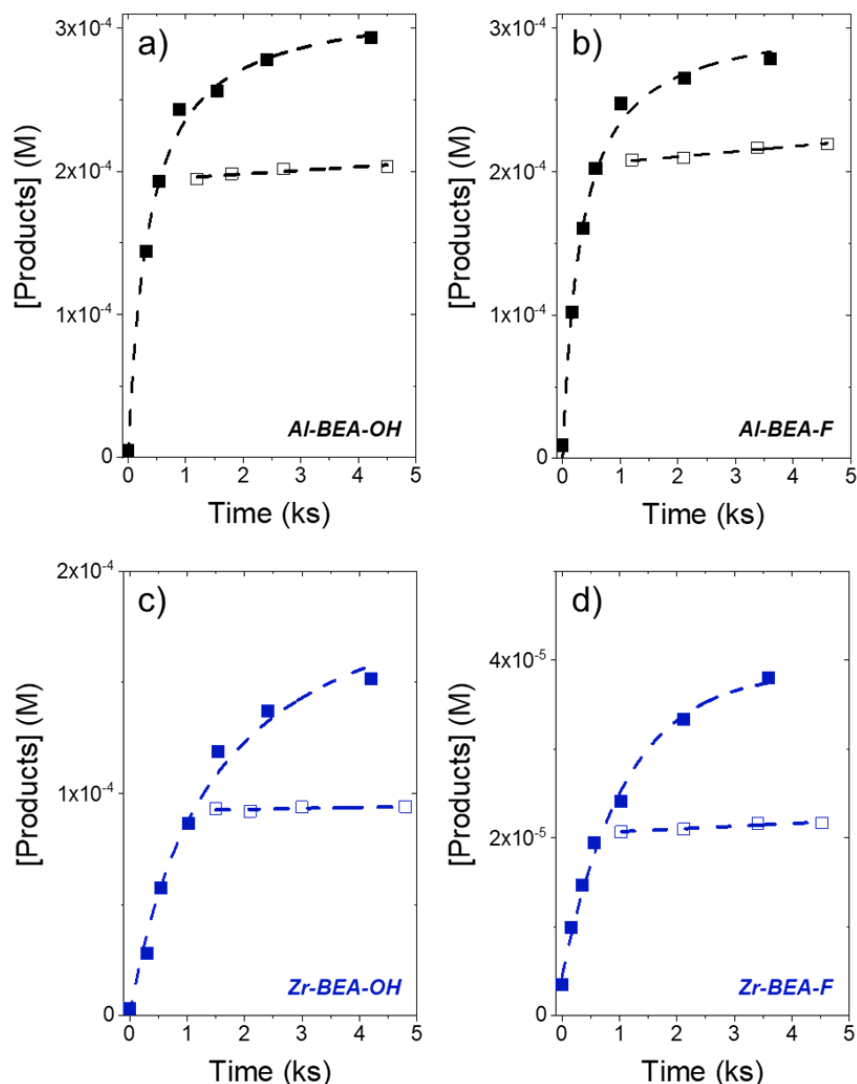 a)
3x10⁻⁴
2x10⁻⁴
1x10⁻⁴
0
[Products] (M)
0 1 2 3 4 5
Time (ks)
Al-BEA-OH
b)
3x10⁻⁴
2x10⁻⁴
1x10⁻⁴
0
[Products] (M)
0 1 2 3 4 5
Time (ks)
Al-BEA-F
c)
2x10⁻⁴
1x10⁻⁴
0
[Products] (M)
0 1 2 3 4 5
Time (ks)
Zr-BEA-OH
d)
4x10⁻⁵
2x10⁻⁵
0
[Products] (M)
0 1 2 3 4 5
Time (ks)
Zr-BEA-F